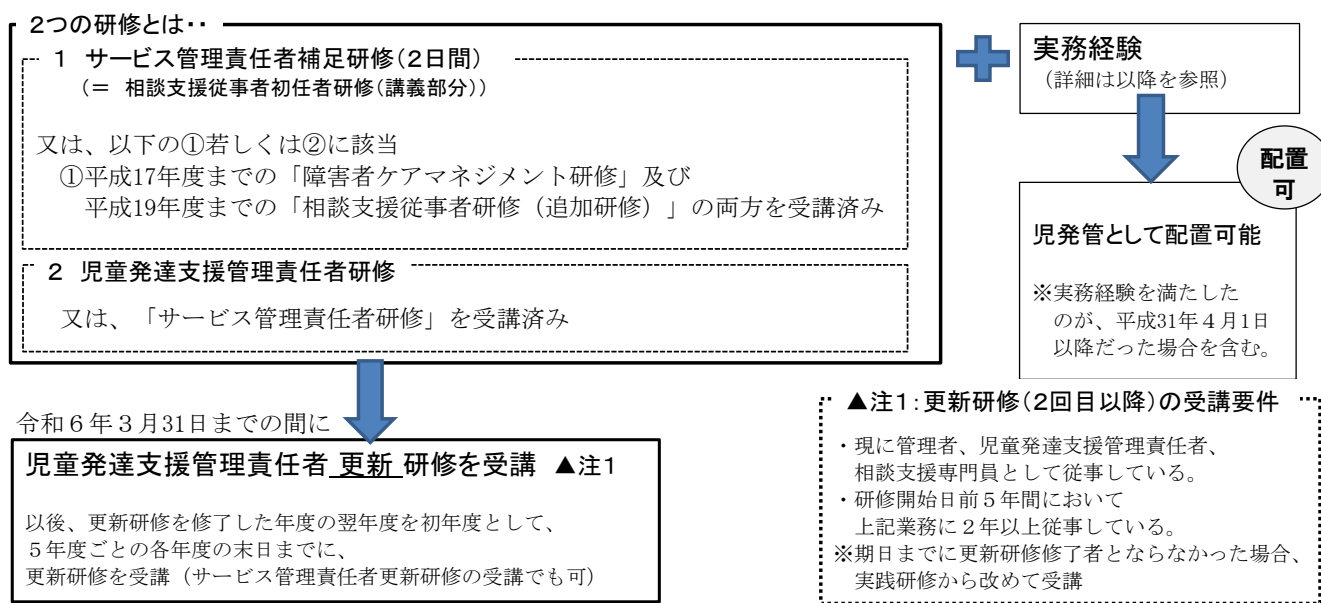 2つの研修とは‥
1 サービス管理責任者補足研修(2日間)
(= 相談支援従事者初任者研修(講義部分))
又は、以下の①若しくは②に該当
①平成17年度までの「障害者ケアマネジメント研修」及び
平成19年度までの「相談支援従事者研修（追加研修）」の両方を受講済み
2 児童発達支援管理責任者研修
又は、「サービス管理責任者研修」を受講済み
実務経験
（詳細は以降を参照）
配置
可
児発管として配置可能
※実務経験を満たした
のが、平成31年４月1日
以降だった場合を含む。
令和６年３月31日までの間に
児童発達支援管理責任者 更新 研修を受講 ▲注1
以後、更新研修を修了した年度の翌年度を初年度として、
５年度ごとの各年度の末日までに、
更新研修を受講（サービス管理責任者更新研修の受講でも可）
▲注1:更新研修(2回目以降)の受講要件
・現に管理者、児童発達支援管理責任者、
相談支援専門員として従事している。
・研修開始日前５年間において
上記業務に２年以上従事している。
※期日までに更新研修修了者とならなかった場合、
実践研修から改めて受講